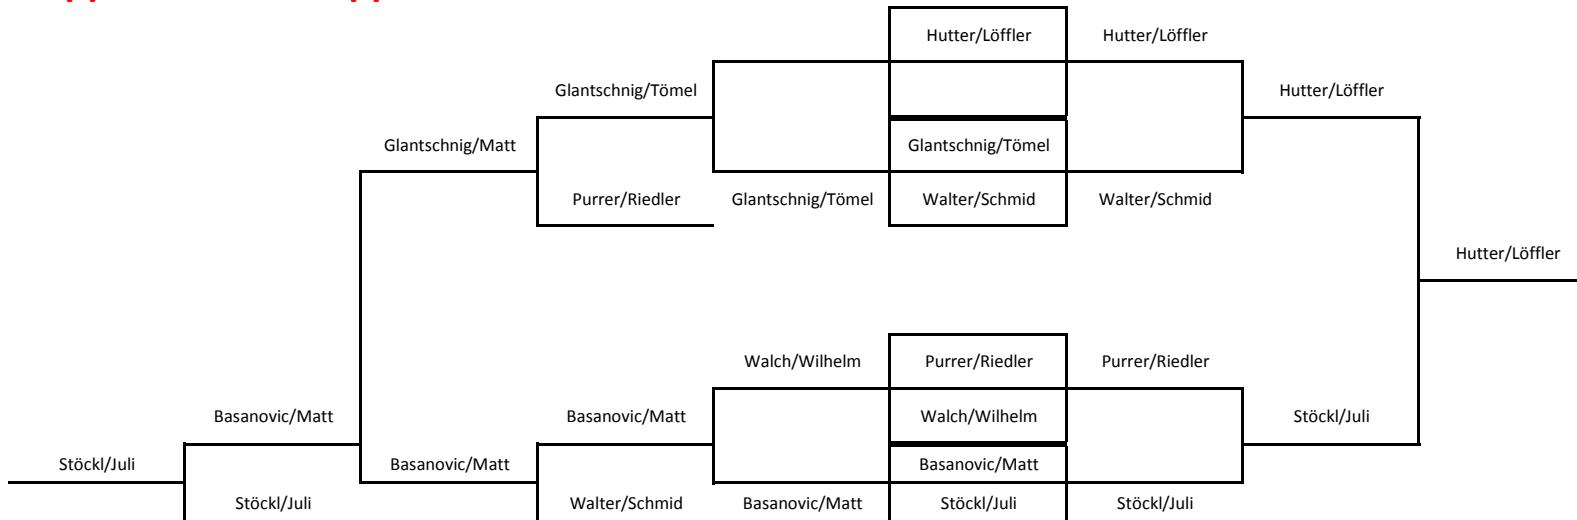 Hutter/Löffler Hutter/Löffler
Glantschnig/Tömel Hutter/Löffler
Glantschnig/Matt Glantschnig/Tömel
Purrer/Riedler Glantschnig/Tömel Walter/Schmid Walter/Schmid
Hutter/Löffler
Walch/Wilhelm Purrer/Riedler Purrer/Riedler
Basanovic/Matt Basanovic/Matt Walch/Wilhelm Stöckl/Juli
Stöckl/Juli Basanovic/Matt Basanovic/Matt
Stöckl/Juli Walter/Schmid Basanovic/Matt Stöckl/Juli Stöckl/Juli